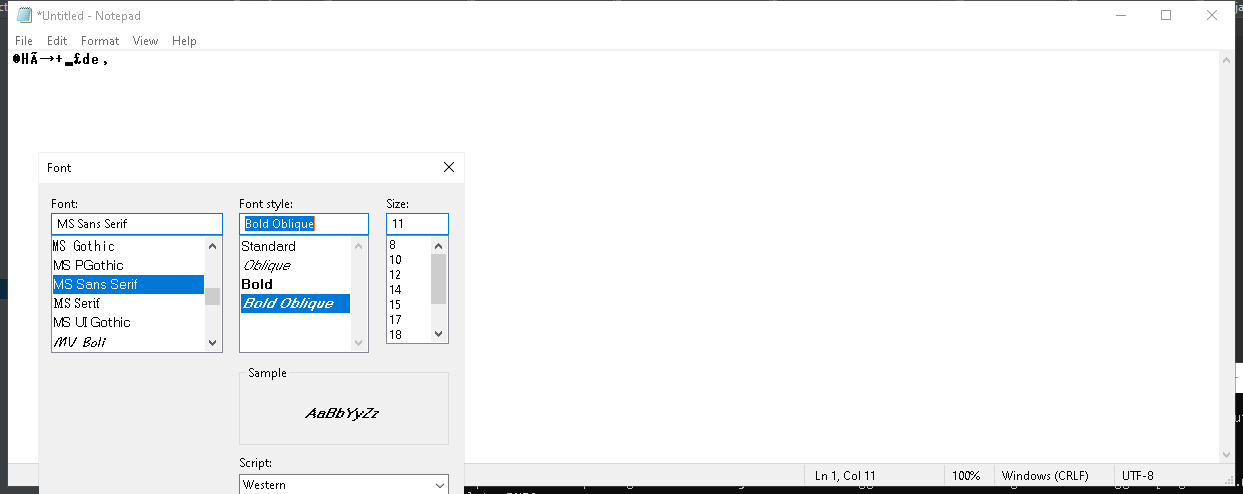 *Untitled - Notepad
File Edit Format View Help
HÃ→+_£de,
Font
Font: Font style: Size:
MS Sans Serif Bold Oblique 11
MS Gothic Standard 8
MS PGothic Oblique 10
MS Sans Serif Bold 12
MS Serif Bold Oblique 14
MS UI Gothic 15
MV Boli 17
18
Sample
AaBbYyZz
Script:
Western
Ln 1, Col 11 100% Windows (CRLF) UTF-8